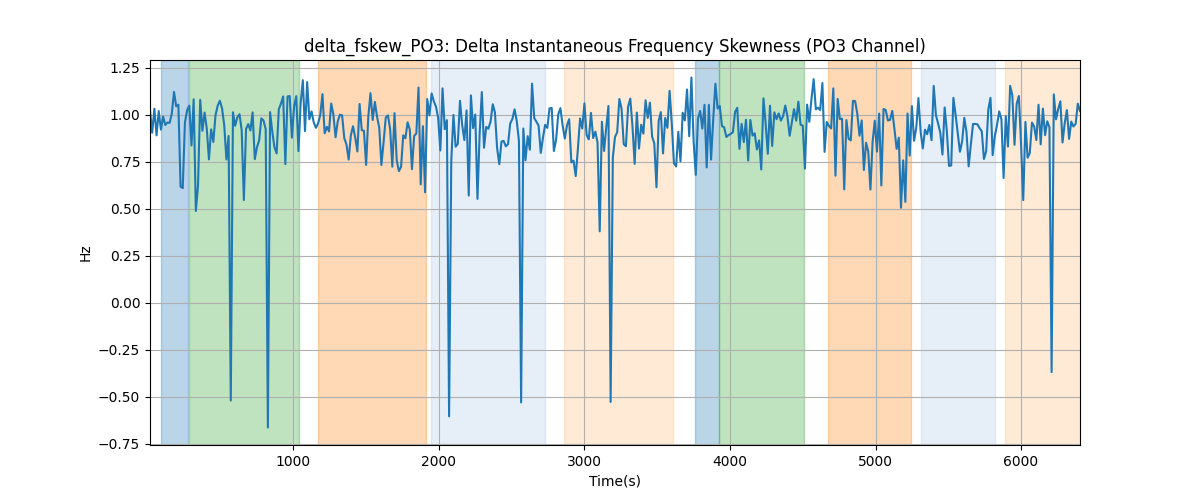 delta_fskew_PO3: Delta Instantaneous Frequency Skewness (PO3 Channel)
1.25
1.00
0.75
0.50
0.25
0.00
−0.25
−0.50
−0.75
Hz
1000 2000 3000 4000 5000 6000
Time(s)